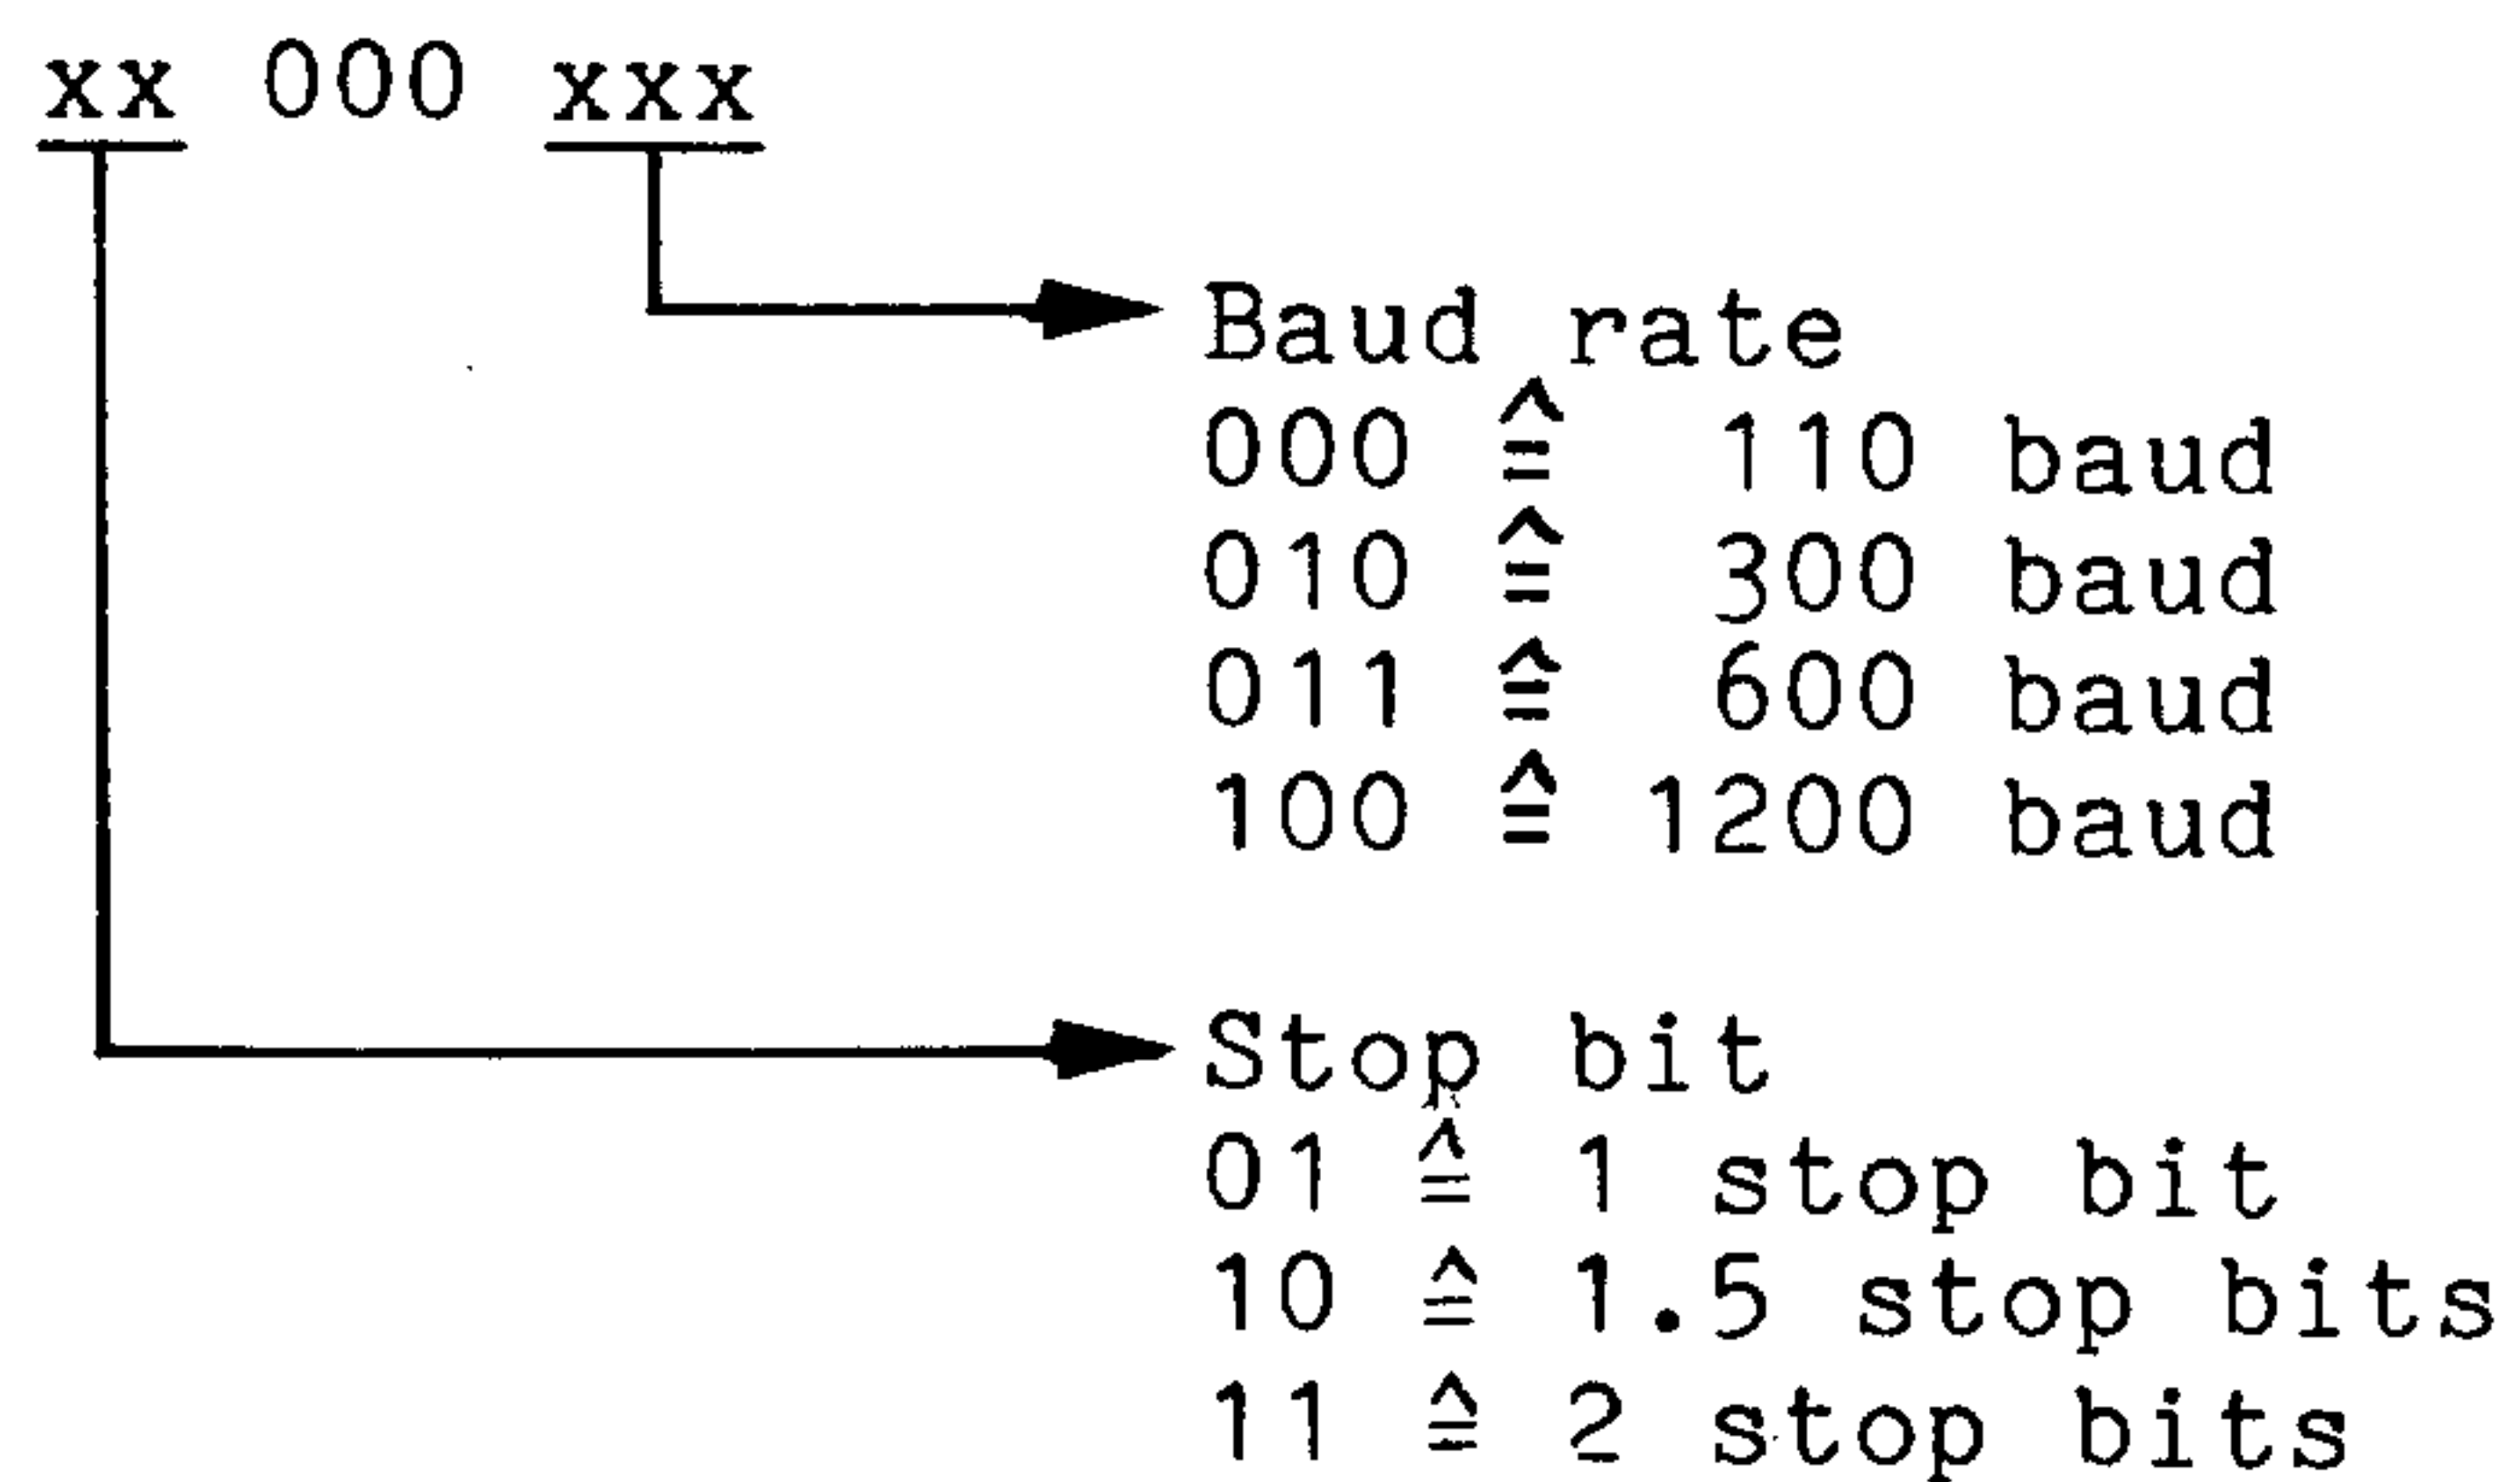 xx 000 xxx
Baud rate
000 ≙ 110 baud
010 ≙ 300 baud
011 ≙ 600 baud
100 ≙ 1200 baud
Stop bit
01 ≙ 1 stop bit
10 ≙ 1.5 stop bits
11 ≙ 2 stop bits